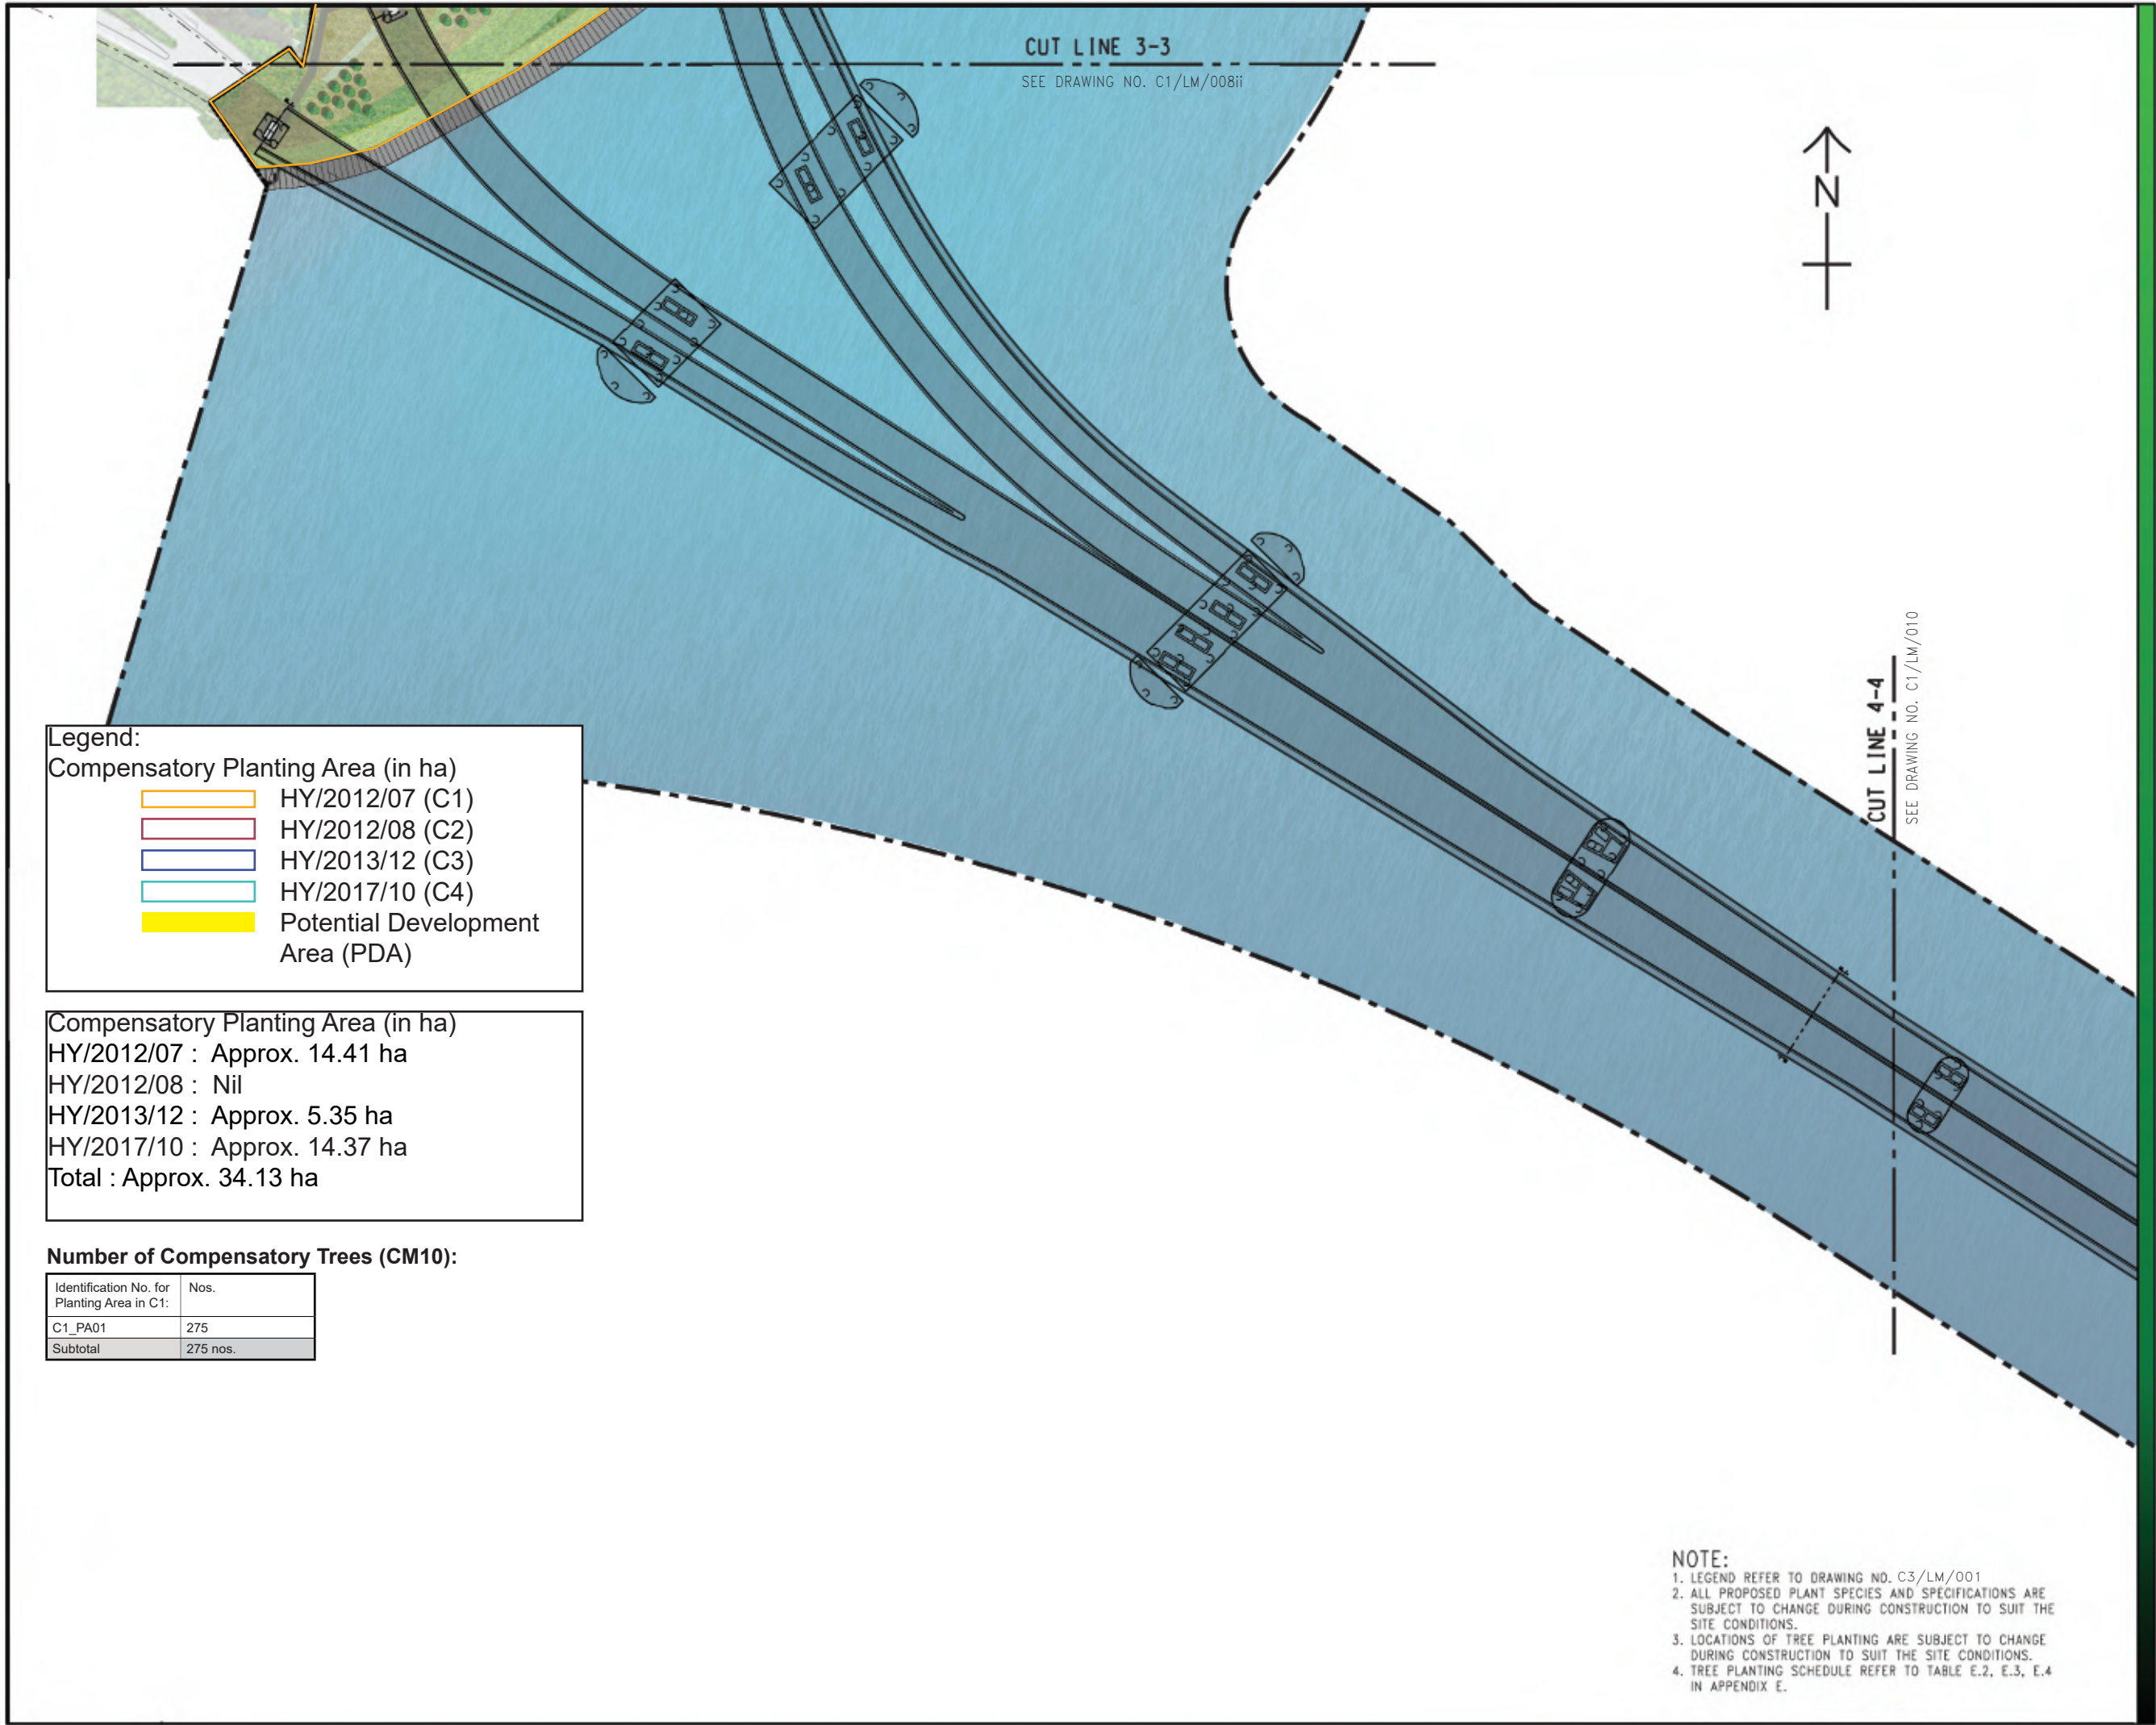 CUT LINE 3-3
SEE DRAWING NO. C1/LM/008ii
N
CUT LINE 4-4
SEE DRAWING NO. C1/LM/010
Legend:
Compensatory Planting Area (in ha)
HY/2012/07 (C1)
HY/2012/08 (C2)
HY/2013/12 (C3)
HY/2017/10 (C4)
Potential Development
Area (PDA)
Compensatory Planting Area (in ha)
HY/2012/07 : Approx. 14.41 ha
HY/2012/08 : Nil
HY/2013/12 : Approx. 5.35 ha
HY/2017/10 : Approx. 14.37 ha
Total : Approx. 34.13 ha
Number of Compensatory Trees (CM10):
Identification No. for Planting Area in C1: Nos.
C1_PA01 275
Subtotal 275 nos.
NOTE:
1. LEGEND REFER TO DRAWING NO. C3/LM/001
2. ALL PROPOSED PLANT SPECIES AND SPECIFICATIONS ARE
SUBJECT TO CHANGE DURING CONSTRUCTION TO SUIT THE
SITE CONDITIONS.
3. LOCATIONS OF TREE PLANTING ARE SUBJECT TO CHANGE
DURING CONSTRUCTION TO SUIT THE SITE CONDITIONS.
4. TREE PLANTING SCHEDULE REFER TO TABLE E.2, E.3, E.4
IN APPENDIX E.